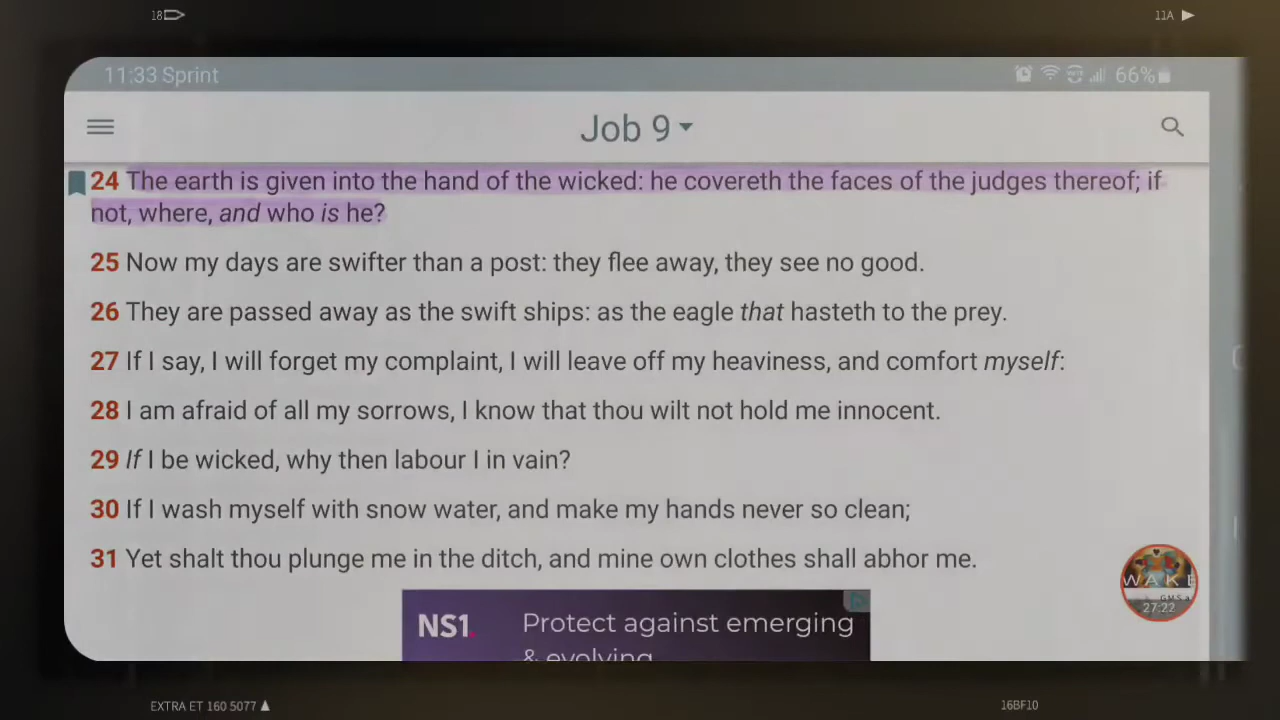 18
11A
11:33 Sprint
66%
Job 9
24 The earth is given into the hand of the wicked: he covereth the faces of the judges thereof; if
not, where, and who is he?
25 Now my days are swifter than a post: they flee away, they see no good.
26 They are passed away as the swift ships: as the eagle that hasteth to the prey.
27 If I say, I will forget my complaint, I will leave off my heaviness, and comfort myself:
28 I am afraid of all my sorrows, I know that thou wilt not hold me innocent.
29 If I be wicked, why then labour I in vain?
30 If I wash myself with snow water, and make my hands never so clean;
31 Yet shalt thou plunge me in the ditch, and mine own clothes shall abhor me.
WAKE
27:22
NS1.
Protect against emerging
& evolving
EXTRA ET 160 5077
16BF10